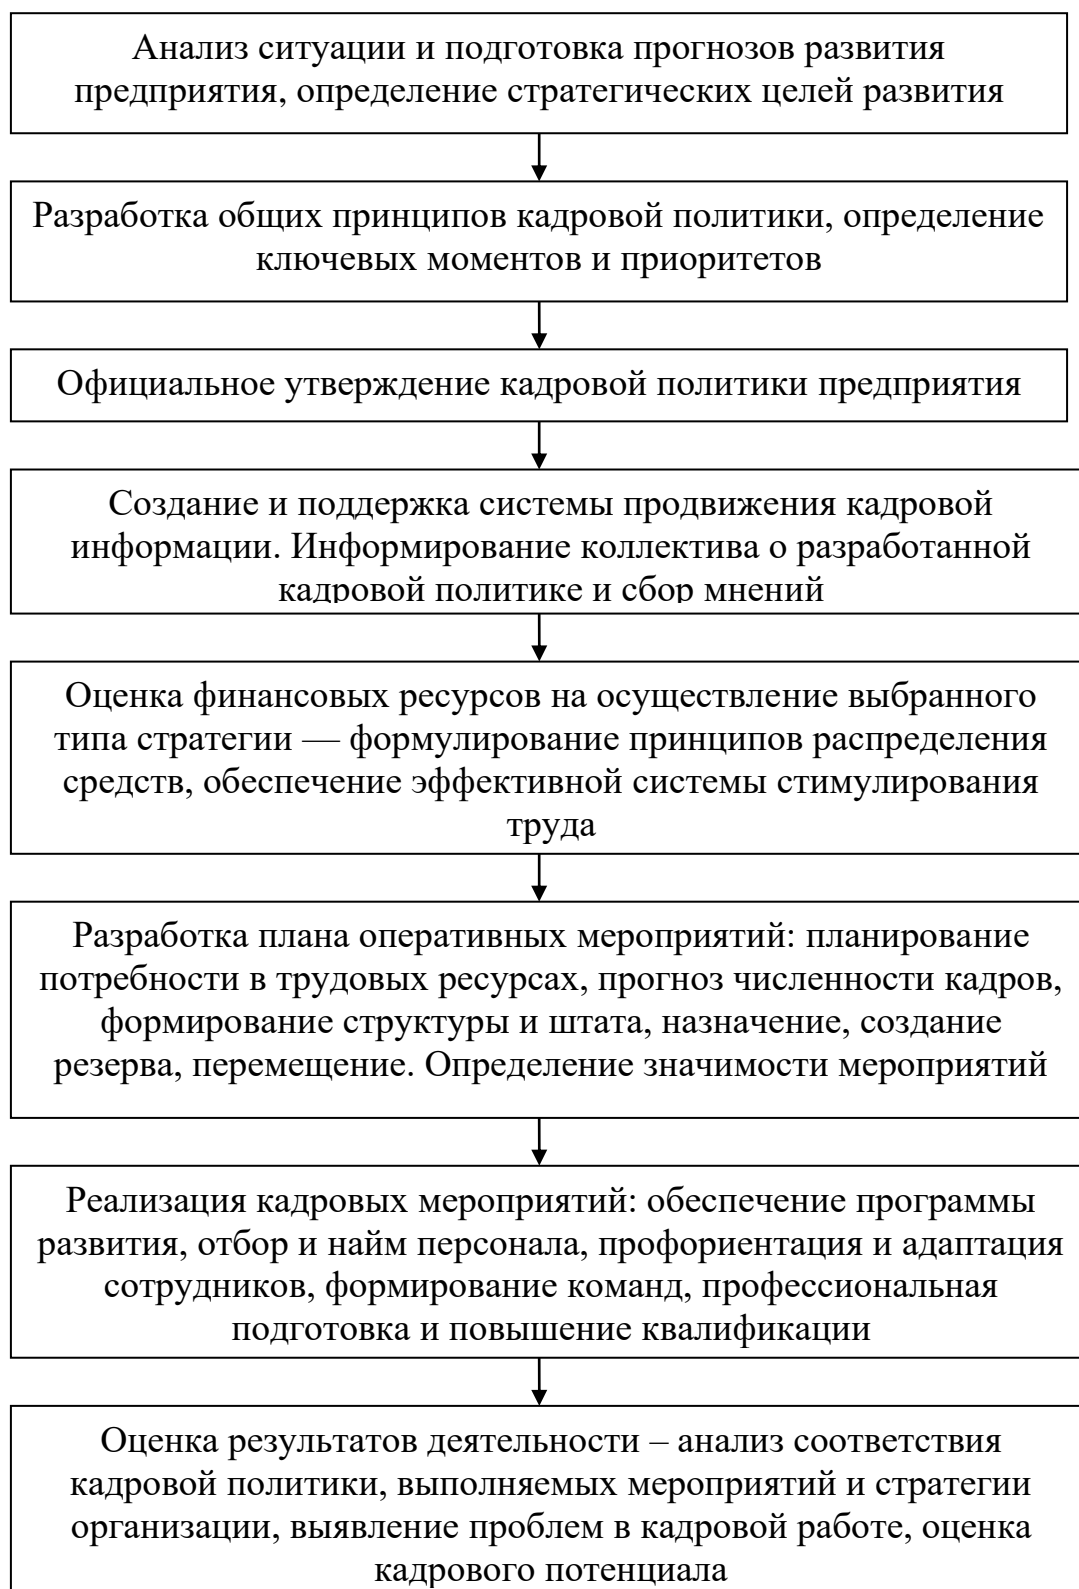 Анализ ситуации и подготовка прогнозов развития
предприятия, определение стратегических целей развития
Разработка общих принципов кадровой политики, определение
ключевых моментов и приоритетов
Официальное утверждение кадровой политики предприятия
Создание и поддержка системы продвижения кадровой
информации. Информирование коллектива о разработанной
кадровой политике и сбор мнений
Оценка финансовых ресурсов на осуществление выбранного
типа стратегии — формулирование принципов распределения
средств, обеспечение эффективной системы стимулирования
труда
Разработка плана оперативных мероприятий: планирование
потребности в трудовых ресурсах, прогноз численности кадров,
формирование структуры и штата, назначение, создание
резерва, перемещение. Определение значимости мероприятий
Реализация кадровых мероприятий: обеспечение программы
развития, отбор и найм персонала, профориентация и адаптация
сотрудников, формирование команд, профессиональная
подготовка и повышение квалификации
Оценка результатов деятельности – анализ соответствия
кадровой политики, выполняемых мероприятий и стратегии
организации, выявление проблем в кадровой работе, оценка
кадрового потенциала